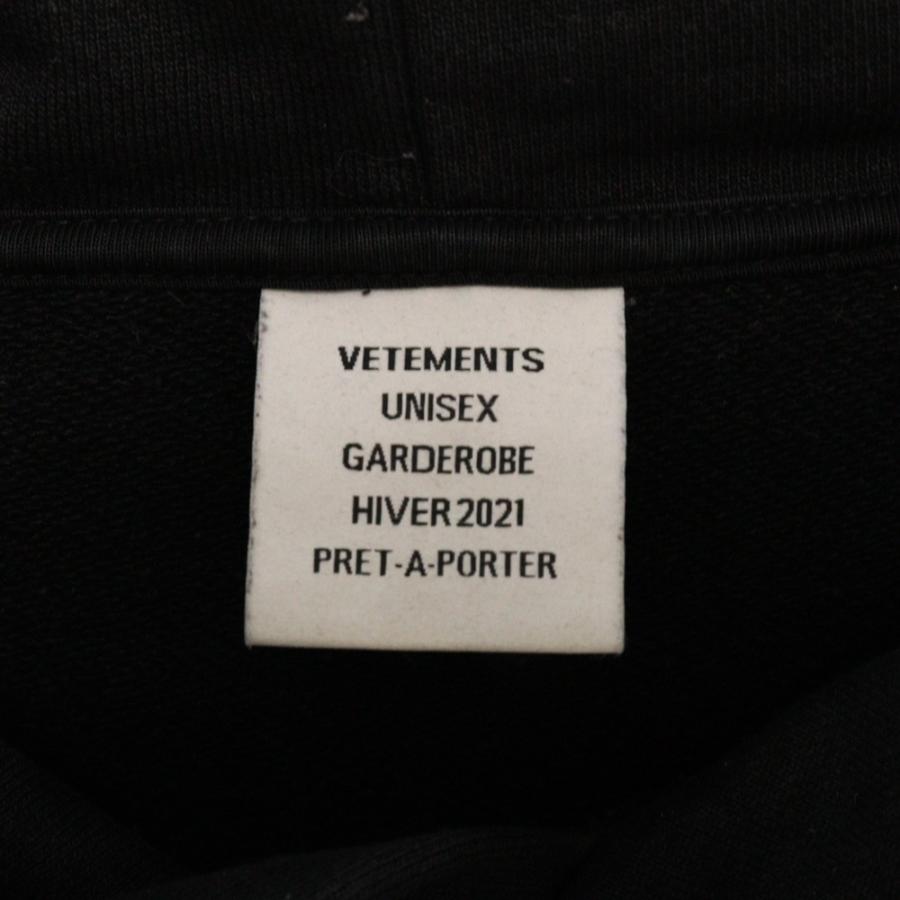 VETEMENTS
UNISEX
GARDEROBE
HIVER 2021
PRET-A-PORTER